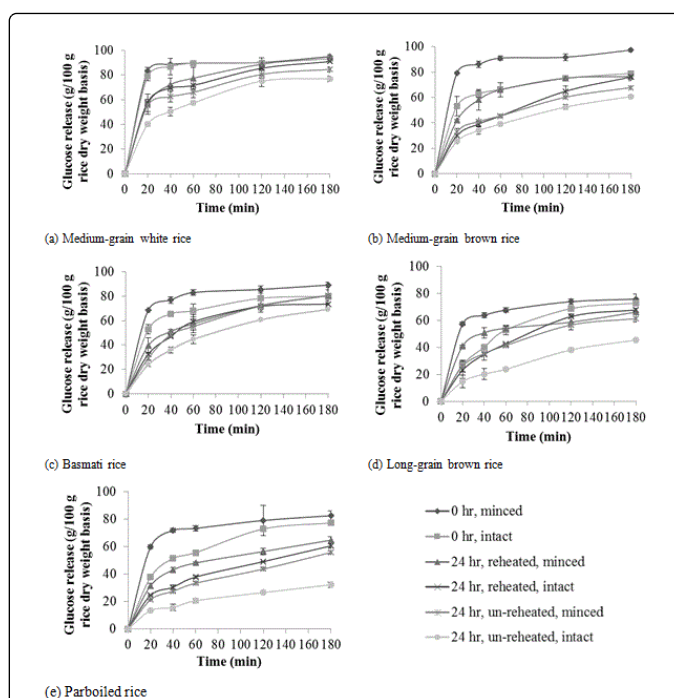 Glucose release (g/100 g
rice dry weight basis)
100
80
60
40
20
0
0 20 40 60 80 100 120 140 160 180
Time (min)
(a) Medium-grain white rice
Glucose release (g/100 g
rice dry weight basis)
100
80
60
40
20
0
0 20 40 60 80 100 120 140 160 180
Time (min)
(b) Medium-grain brown rice
Glucose release (g/100 g
rice dry weight basis)
100
80
60
40
20
0
0 20 40 60 80 100 120 140 160 180
Time (min)
(c) Basmati rice
Glucose release (g/100 g
rice dry weight basis)
100
80
60
40
20
0
0 20 40 60 80 100 120 140 160 180
Time (min)
(d) Long-grain brown rice
Glucose release (g/100 g
rice dry weight basis)
100
80
60
40
20
0
0 20 40 60 80 100 120 140 160 180
Time (min)
(e) Parboiled rice
0 hr, minced
0 hr, intact
24 hr, reheated, minced
24 hr, reheated, intact
24 hr, un-reheated, minced
24 hr, un-reheated, intact